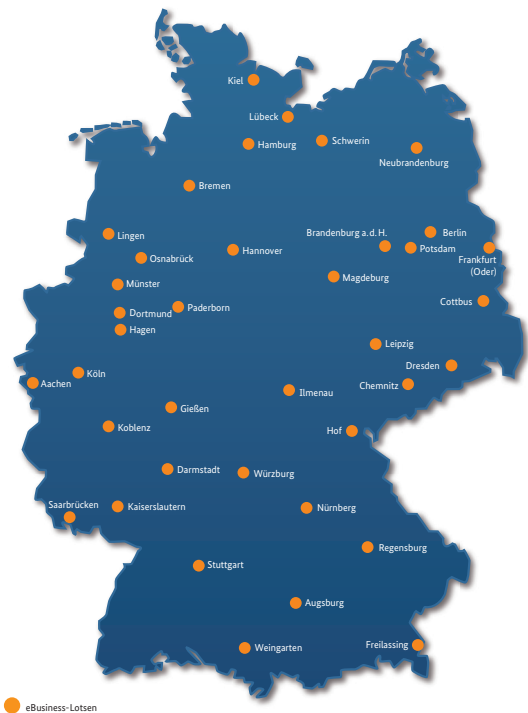 Kiel
Lübeck
Hamburg
Schwerin
Neubrandenburg
Bremen
Lingen
Osnabrück
Hannover
Brandenburg a. d. H.
Berlin
Potsdam
Frankfurt
(Oder)
Magdeburg
Münster
Cottbus
Dortmund
Paderborn
Hagen
Leipzig
Dresden
Köln
Aachen
Chemnitz
Ilmenau
Gießen
Koblenz
Hof
Darmstadt
Würzburg
Saarbrücken
Kaiserslautern
Nürnberg
Regensburg
Stuttgart
Augsburg
Weingarten
Freilassing
eBusiness-Lotsen